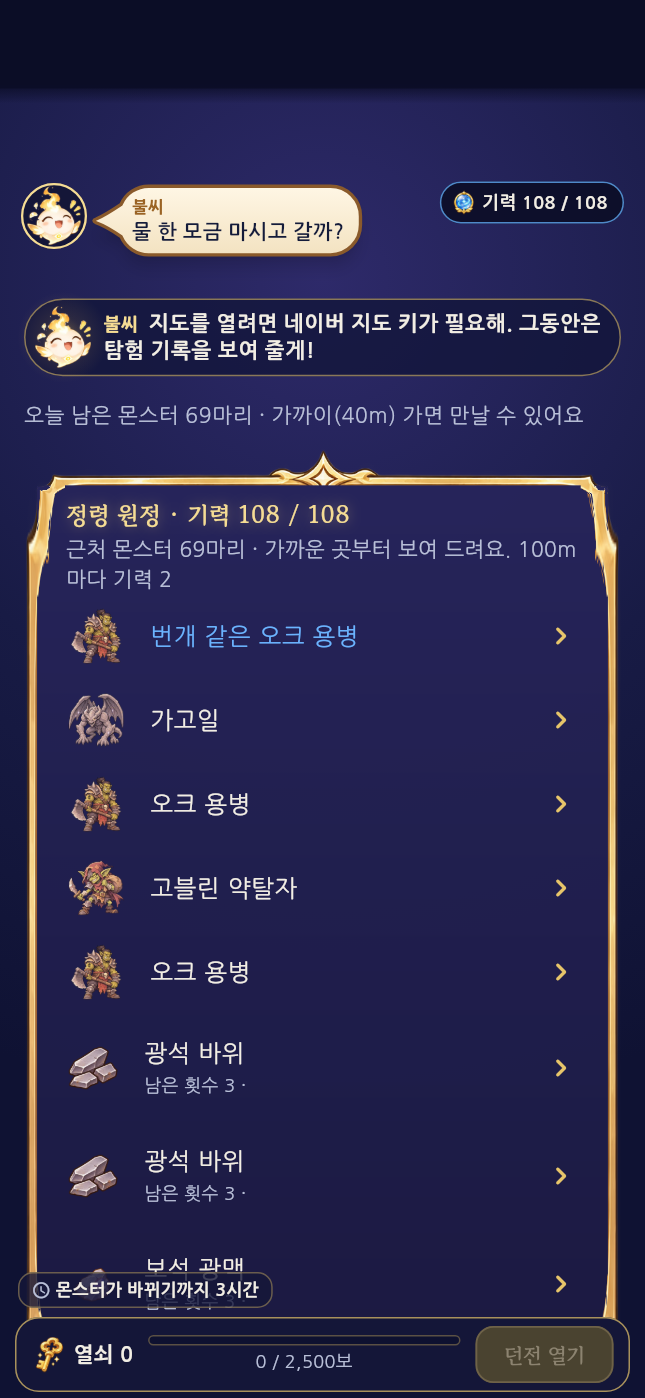 불씨
물 한 모금 마시고 갈까?
기력 108 / 108
불씨 지도를 열려면 네이버 지도 키가 필요해. 그동안은
탐험 기록을 보여 줄게!
오늘 남은 몬스터 69마리 · 가까이(40m) 가면 만날 수 있어요
정령 원정 · 기력 108 / 108
근처 몬스터 69마리 · 가까운 곳부터 보여 드려요. 100m
마다 기력 2
번개 같은 오크 용병
가고일
오크 용병
고블린 약탈자
오크 용병
광석 바위
남은 횟수 3 ·
광석 바위
남은 횟수 3 ·
보석 광맥
남은 횟수 3 ·
몬스터가 바뀌기까지 3시간
열쇠 0
0 / 2,500보
던전 열기